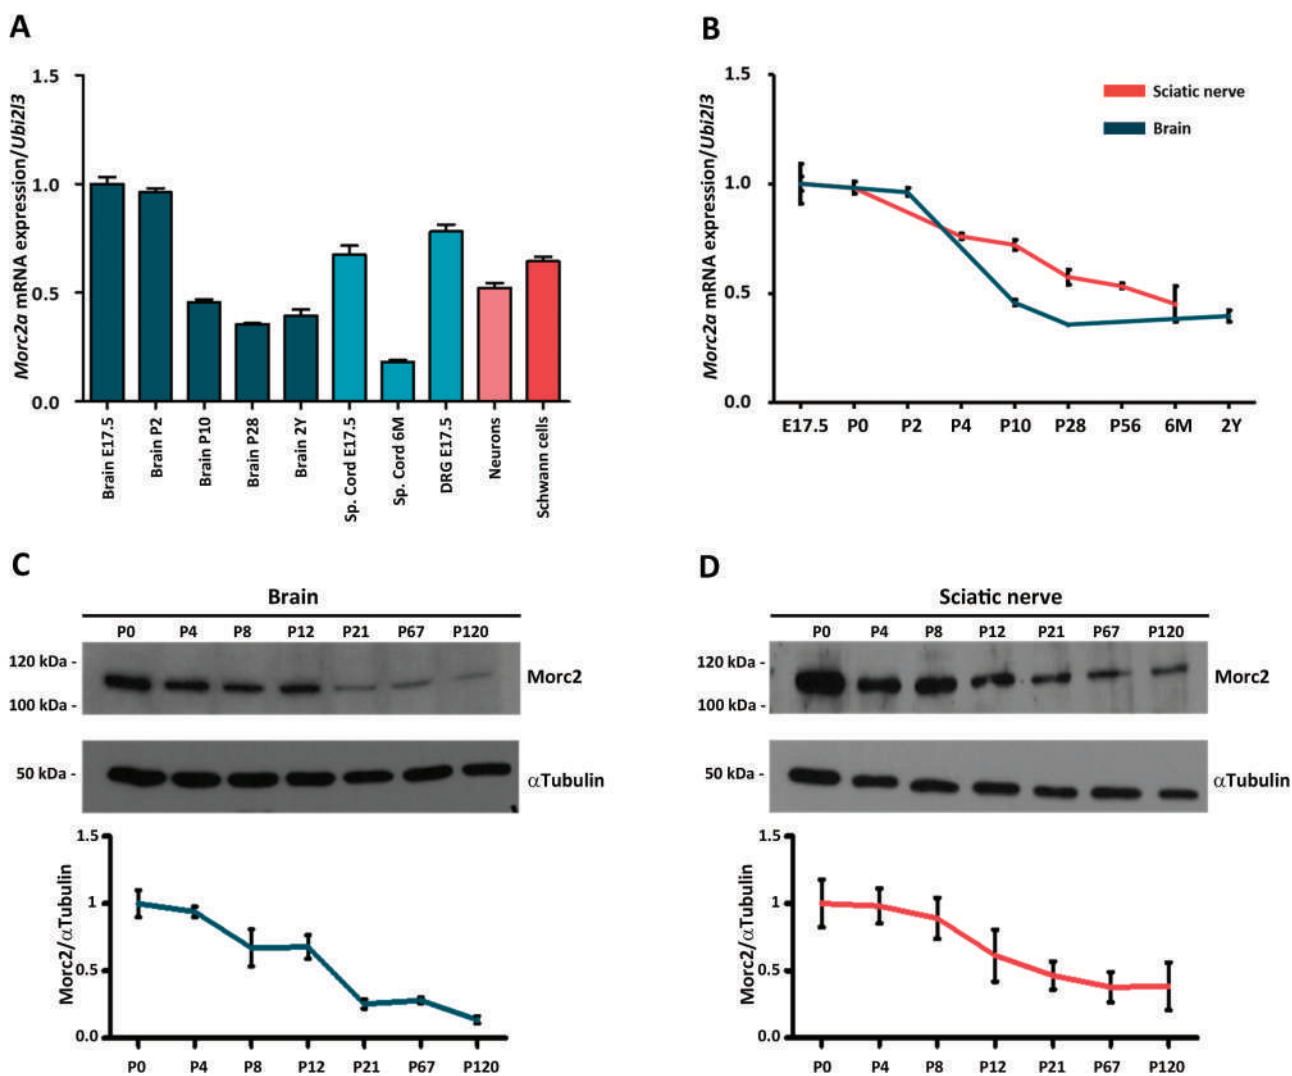 A
Morc2a mRNA expression/Ubi2l3
1.5
1.0
0.5
0.0
Brain E17.5
Brain P2
Brain P10
Brain P28
Brain 2Y
Sp. Cord E17.5
Sp. Cord 6M
DRG E17.5
Neurons
Schwann cells
B
Morc2a mRNA expression/Ubi2l3
1.5
1.0
0.5
0.0
Sciatic nerve
Brain
E17.5 P0 P2 P4 P10 P28 P56 6M 2Y
C
Brain
P0 P4 P8 P12 P21 P67 P120
120 kDa -
100 kDa -
Morc2
50 kDa -
αTubulin
Morc2/αTubulin
1.5
1
0.5
0.0
P0 P4 P8 P12 P21 P67 P120
D
Sciatic nerve
P0 P4 P8 P12 P21 P67 P120
120 kDa -
100 kDa -
Morc2
50 kDa -
αTubulin
Morc2/αTubulin
1.5
1
0.5
0.0
P0 P4 P8 P12 P21 P67 P120